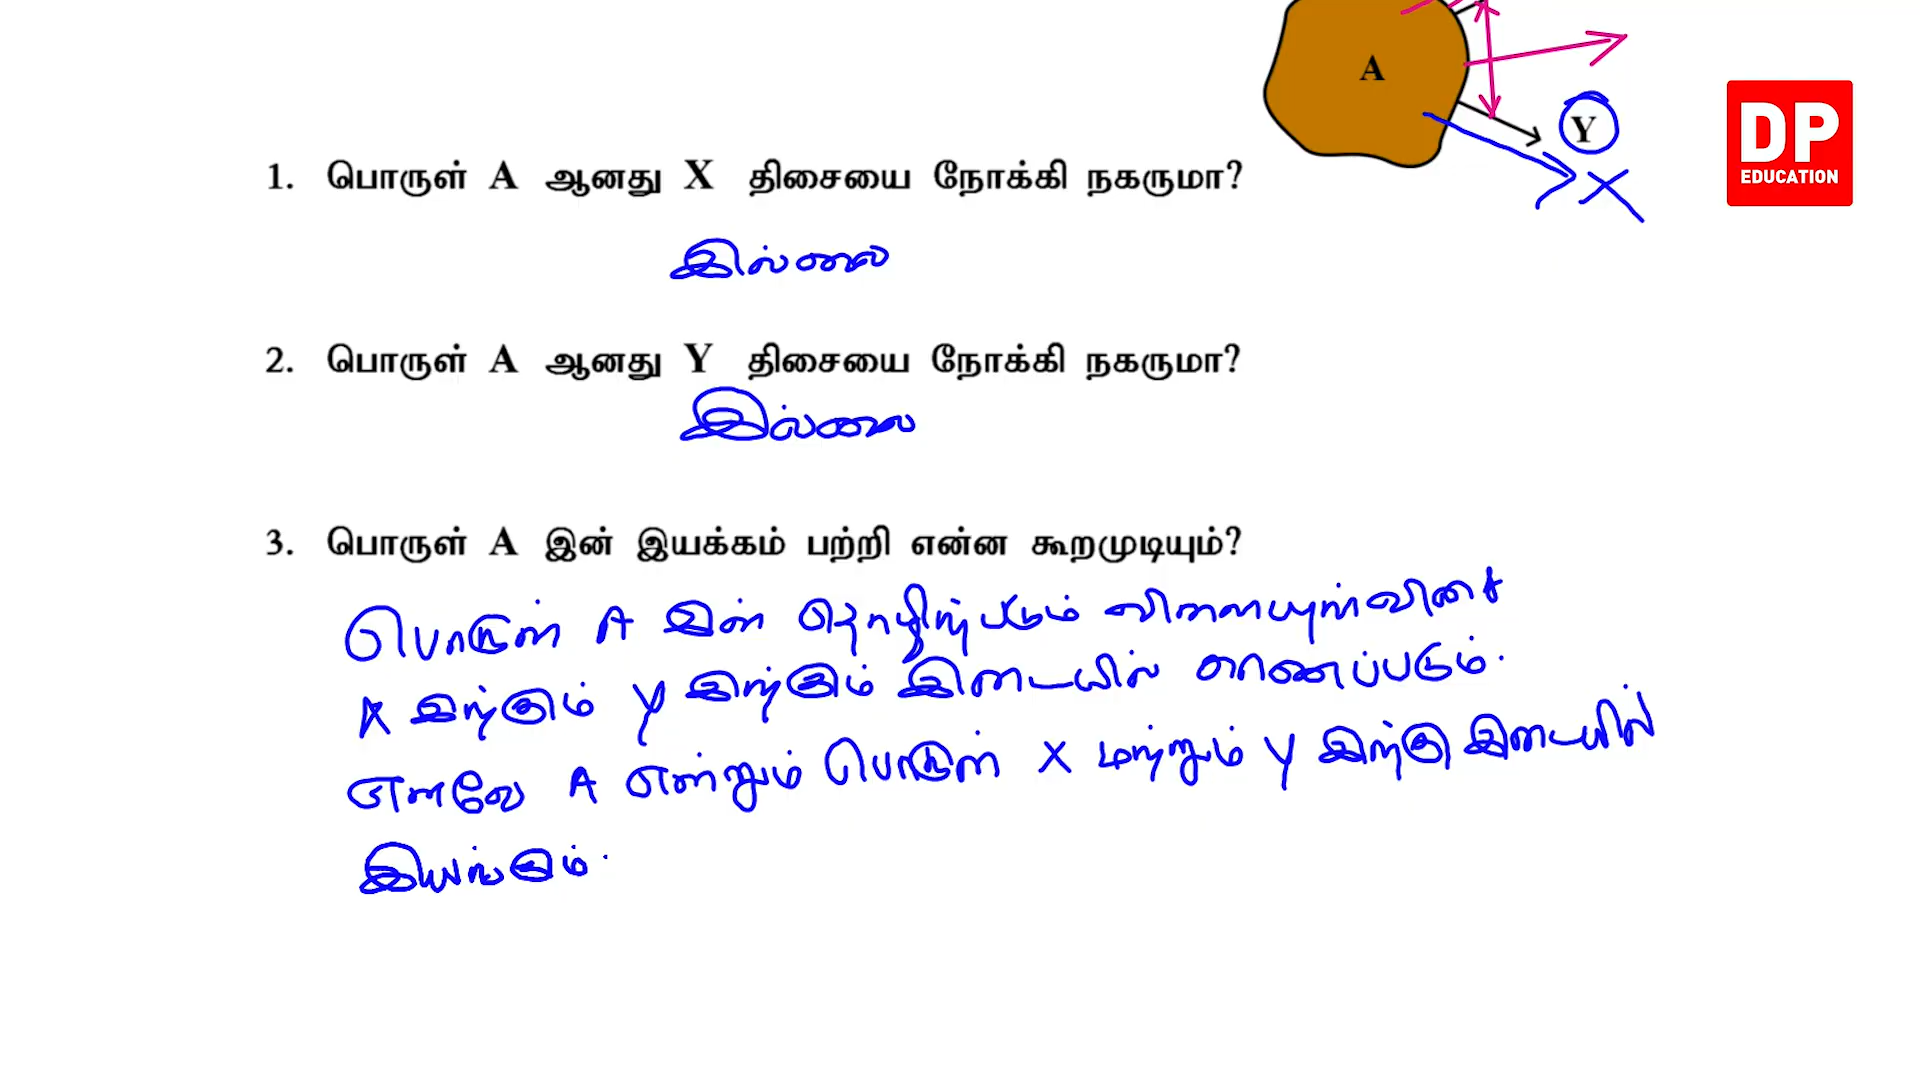 A
Y
X
DP
EDUCATION
1. பொருள் A ஆனது X திசையை நோக்கி நகருமா?
இல்லை
2. பொருள் A ஆனது Y திசையை நோக்கி நகருமா?
இல்லை
3. பொருள் A இன் இயக்கம் பற்றி என்ன கூறமுடியும்?
பொருள் A இன் தொழிற்படும் விளையுள் விசை
X இற்கும் Y இற்கும் இடையில் காணப்படும்.
எனவே A என்றும் பொருள் X மற்றும் Y இற்கு இடையில்
இயங்கும்.